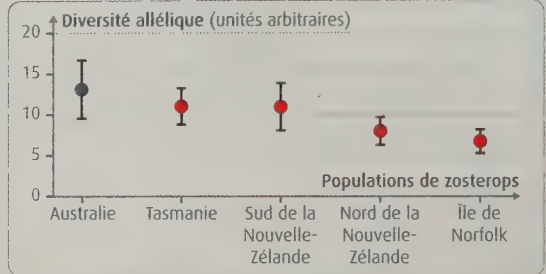 Diversité allélique (unités arbitraires)
20
15
10
5
0
Populations de zosterops
Australie
Tasmanie
Sud de la
Nouvelle-
Zélande
Nord de la
Nouvelle-
Zélande
Île de
Norfolk